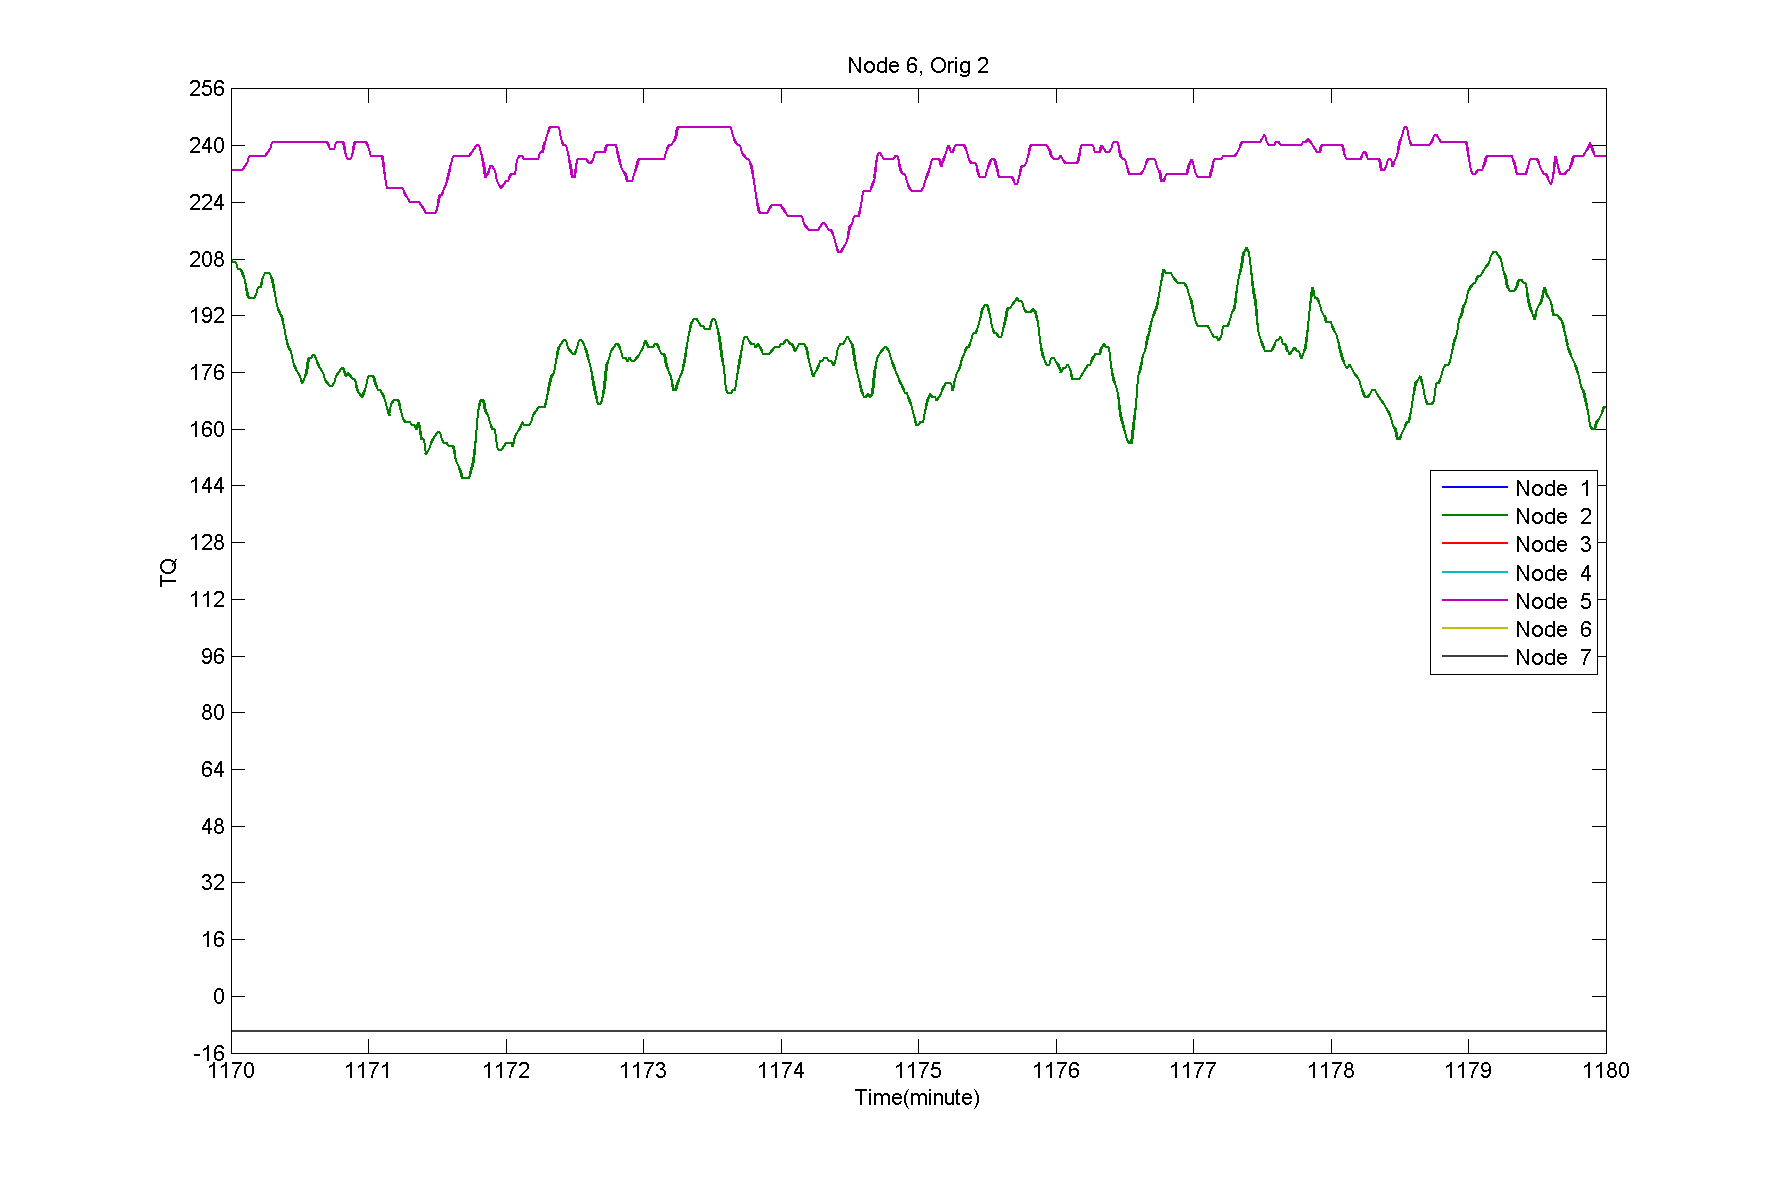 Node 6, Orig 2
256
240
224
208
192
176
160
144
128
112
96
80
64
48
32
16
0
-16
TQ
Node 1
Node 2
Node 3
Node 4
Node 5
Node 6
Node 7
1170 1171 1172 1173 1174 1175 1176 1177 1178 1179 1180
Time(minute)